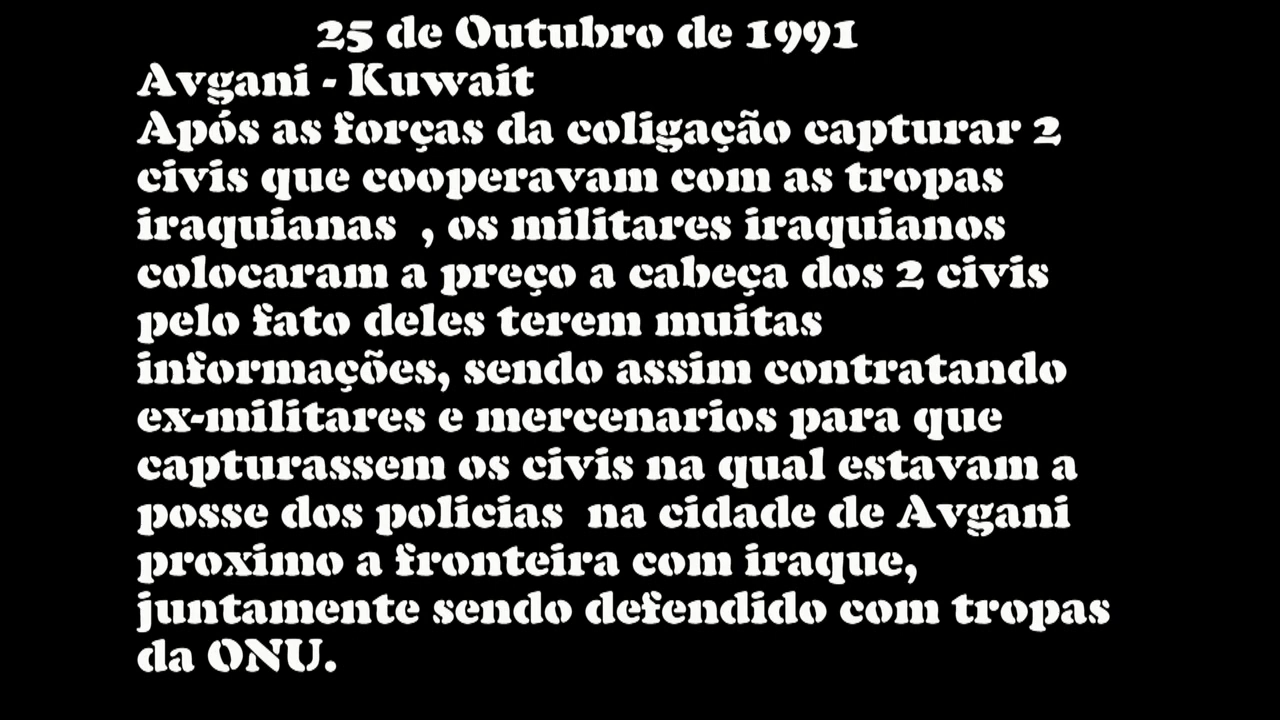 25 de Outubro de 1991
Avgani - Kuwait
Após as forças da coligação capturar 2
civis que cooperavam com as tropas
iraquianas  , os militares iraquianos
colocaram a preço a cabeça dos 2 civis
pelo fato deles terem muitas
informações, sendo assim contratando
ex-militares e mercenarios para que
capturassem os civis na qual estavam a
posse dos policias  na cidade de Avgani
proximo a fronteira com iraque,
juntamente sendo defendido com tropas
da ONU.